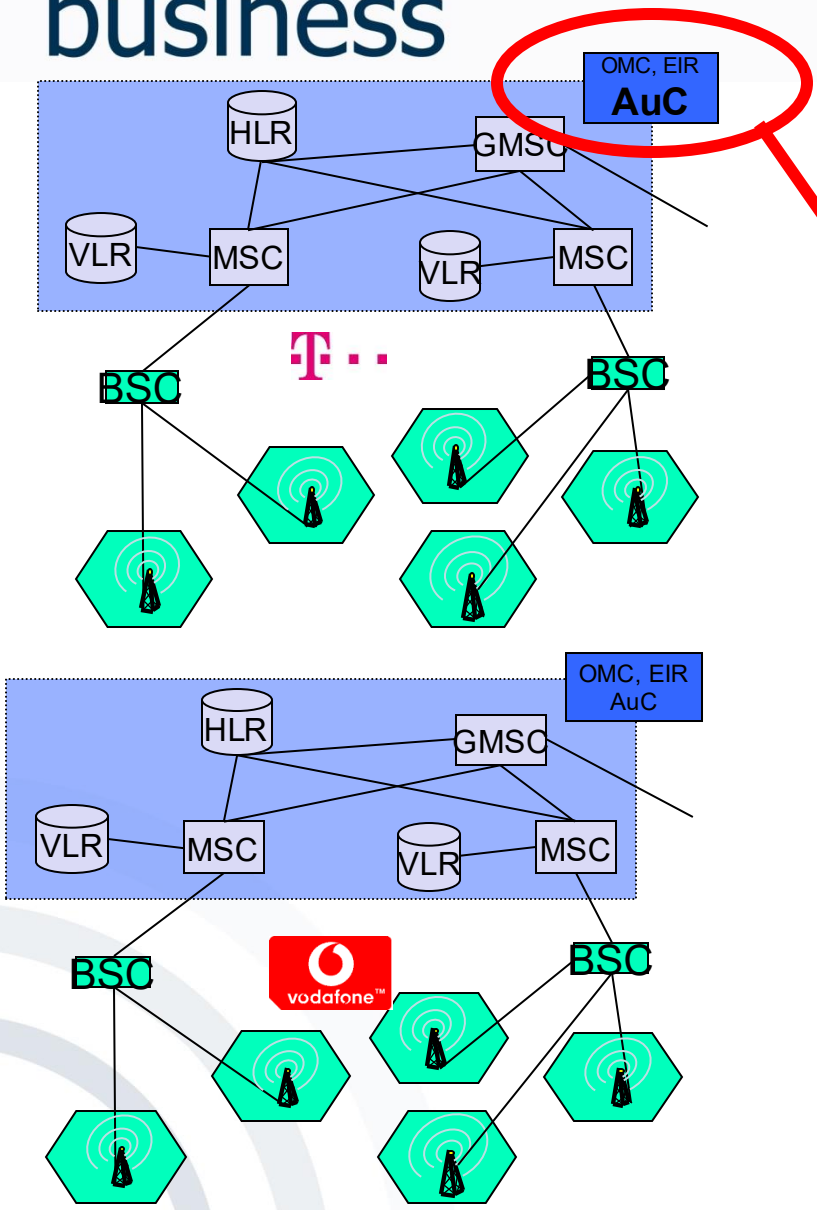 business
OMC, EIR
AuC
HLR
GMSC
VLR
MSC
VLR
MSC
T
BSC
BSC
OMC, EIR
AuC
HLR
GMSC
VLR
MSC
VLR
MSC
BSC
BSC
vodafone™